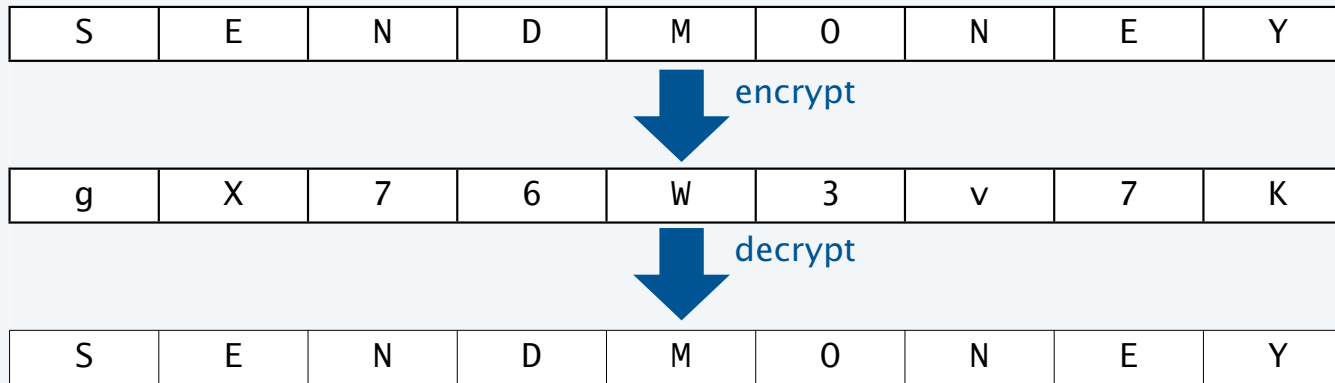 S E N D M O N E Y
encrypt
g X 7 6 W 3 v 7 K
decrypt
S E N D M O N E Y